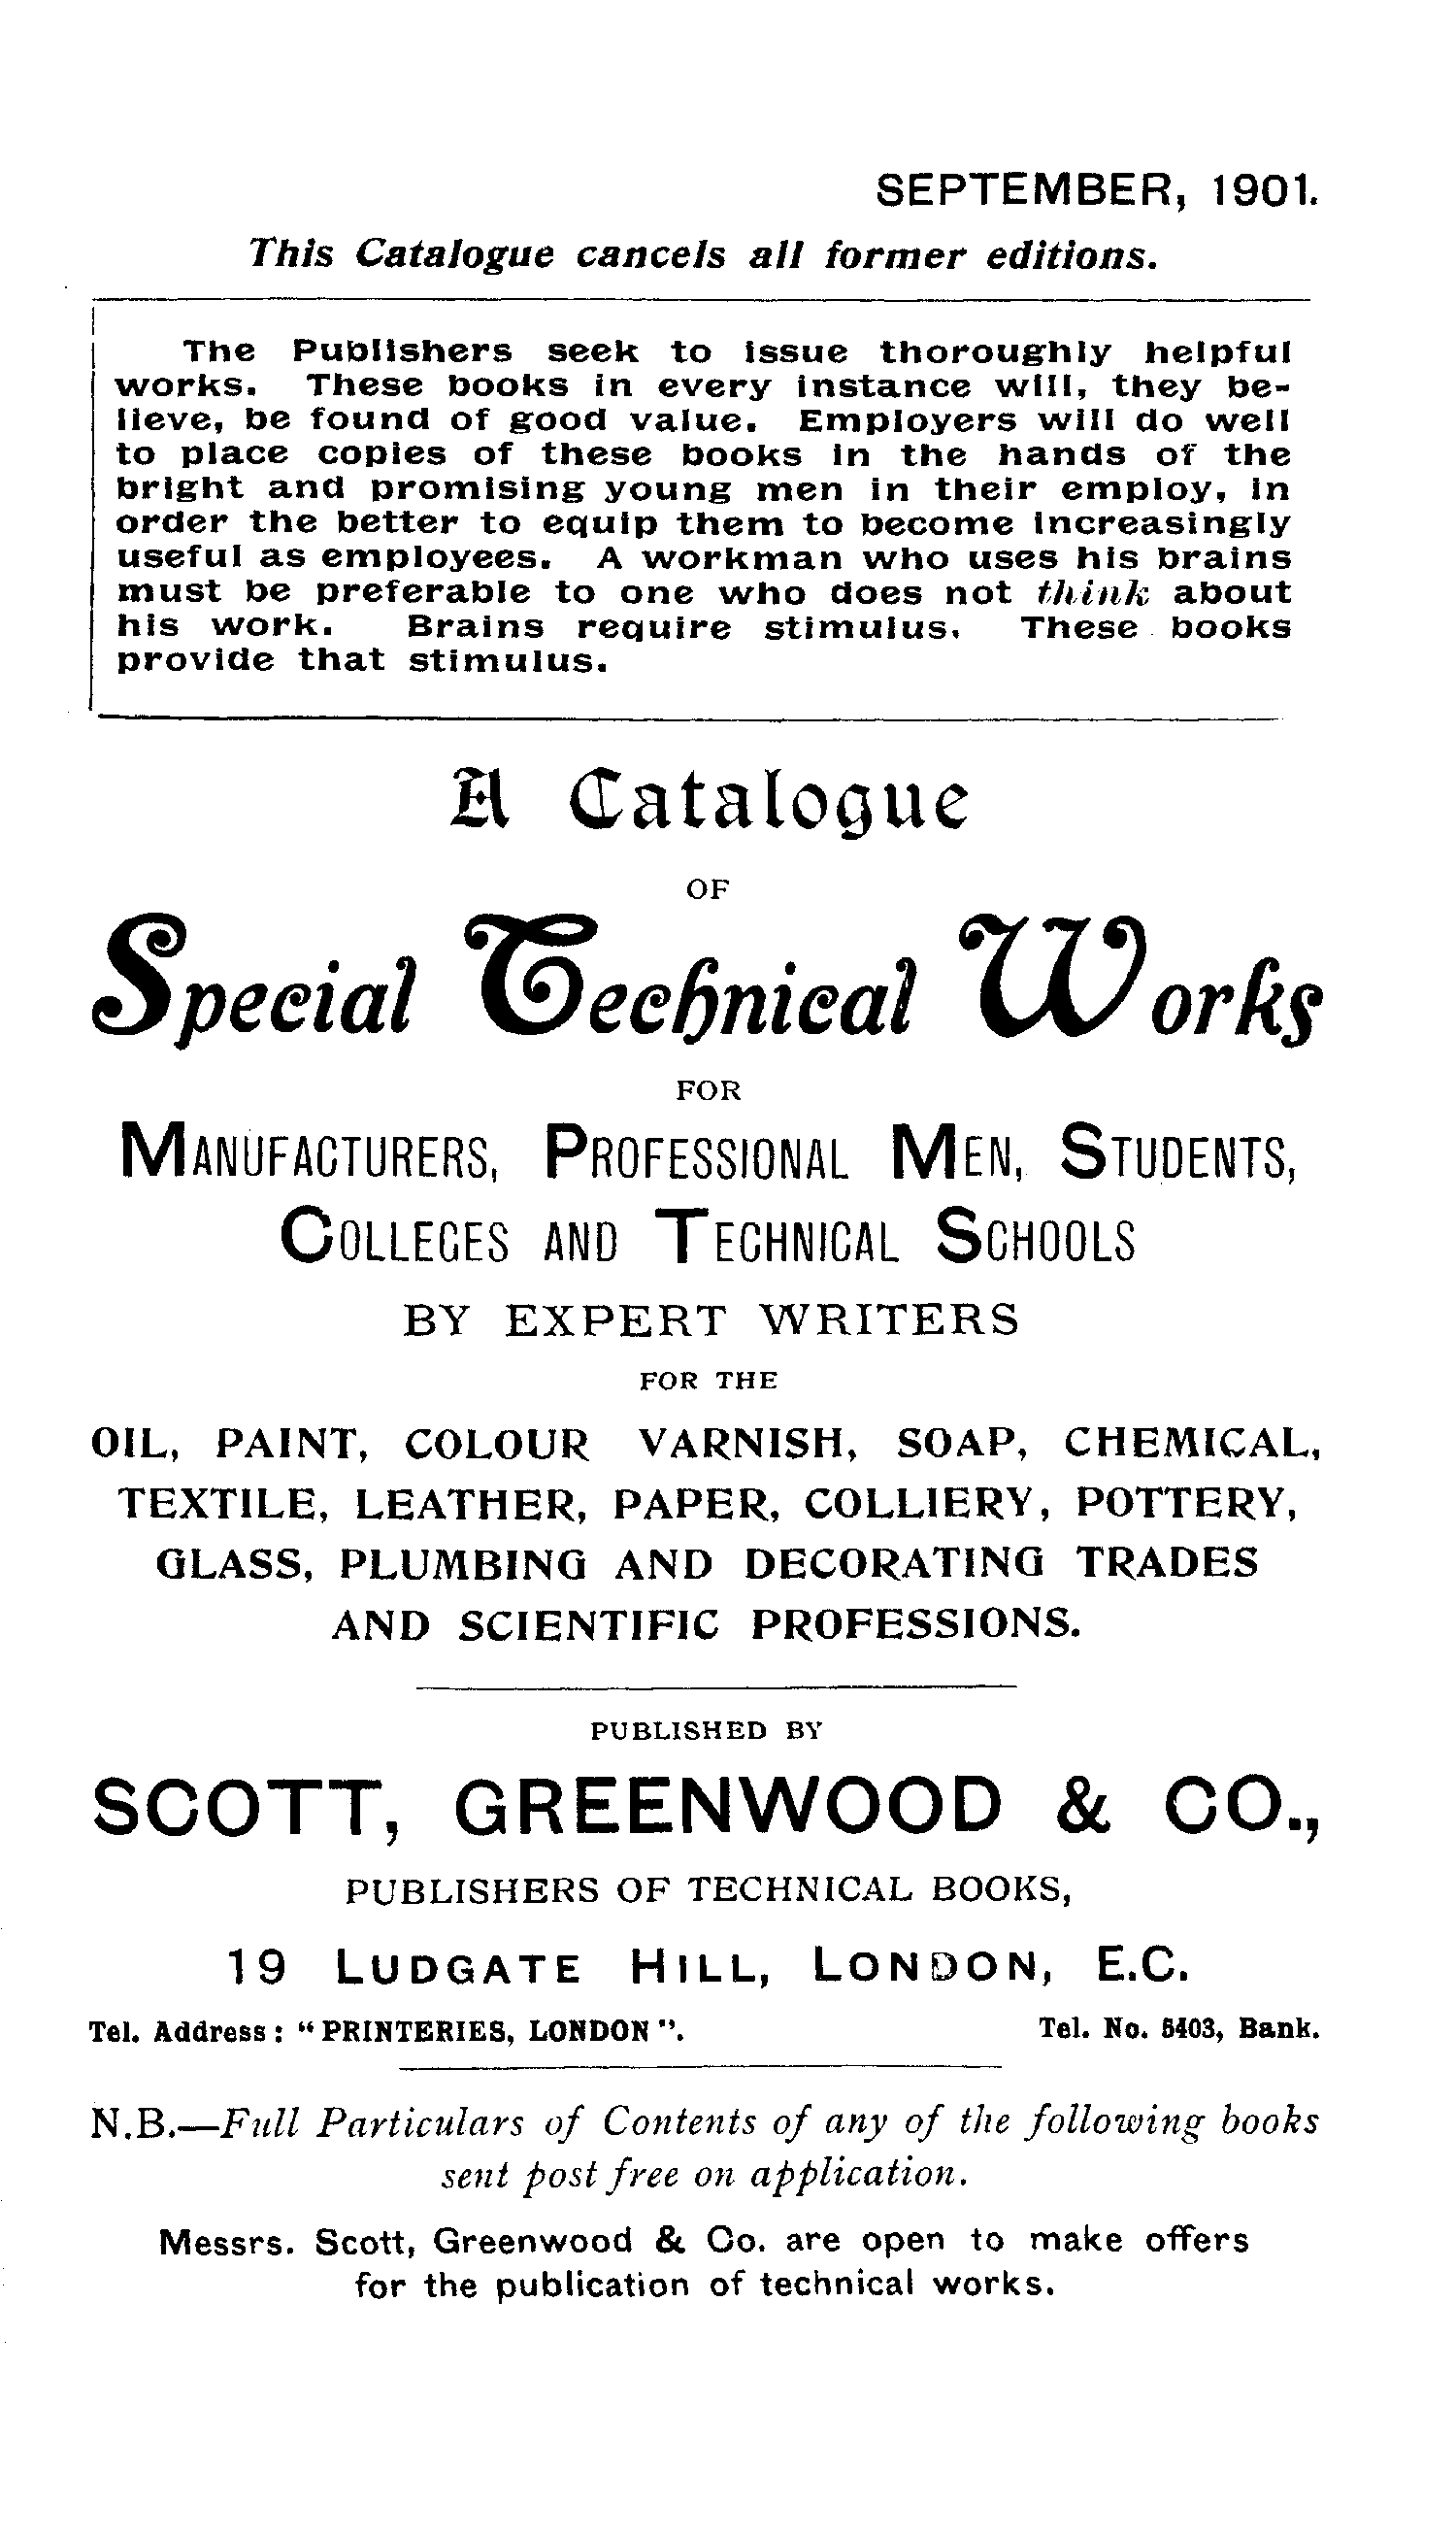 SEPTEMBER, 1901.
This Catalogue cancels all former editions.
The Publishers seek to issue thoroughly helpful
works. These books in every instance will, they be-
lieve, be found of good value. Employers will do well
to place copies of these books in the hands of the
bright and promising young men in their employ, in
order the better to equip them to become increasingly
useful as employees. A workman who uses his brains
must be preferable to one who does not think about
his work. Brains require stimulus. These books
provide that stimulus.
A Catalogue
OF
Special Technical Works
FOR
MANUFACTURERS, PROFESSIONAL MEN, STUDENTS,
COLLEGES AND TECHNICAL SCHOOLS
BY EXPERT WRITERS
FOR THE
OIL, PAINT, COLOUR VARNISH, SOAP, CHEMICAL,
TEXTILE, LEATHER, PAPER, COLLIERY, POTTERY,
GLASS, PLUMBING AND DECORATING TRADES
AND SCIENTIFIC PROFESSIONS.
PUBLISHED BY
SCOTT, GREENWOOD & CO.,
PUBLISHERS OF TECHNICAL BOOKS,
19 LUDGATE HILL, LONDON, E.C.
Tel. Address: "PRINTERIES, LONDON". Tel. No. 5403, Bank.
N.B.—Full Particulars of Contents of any of the following books
sent post free on application.
Messrs. Scott, Greenwood & Co. are open to make offers
for the publication of technical works.